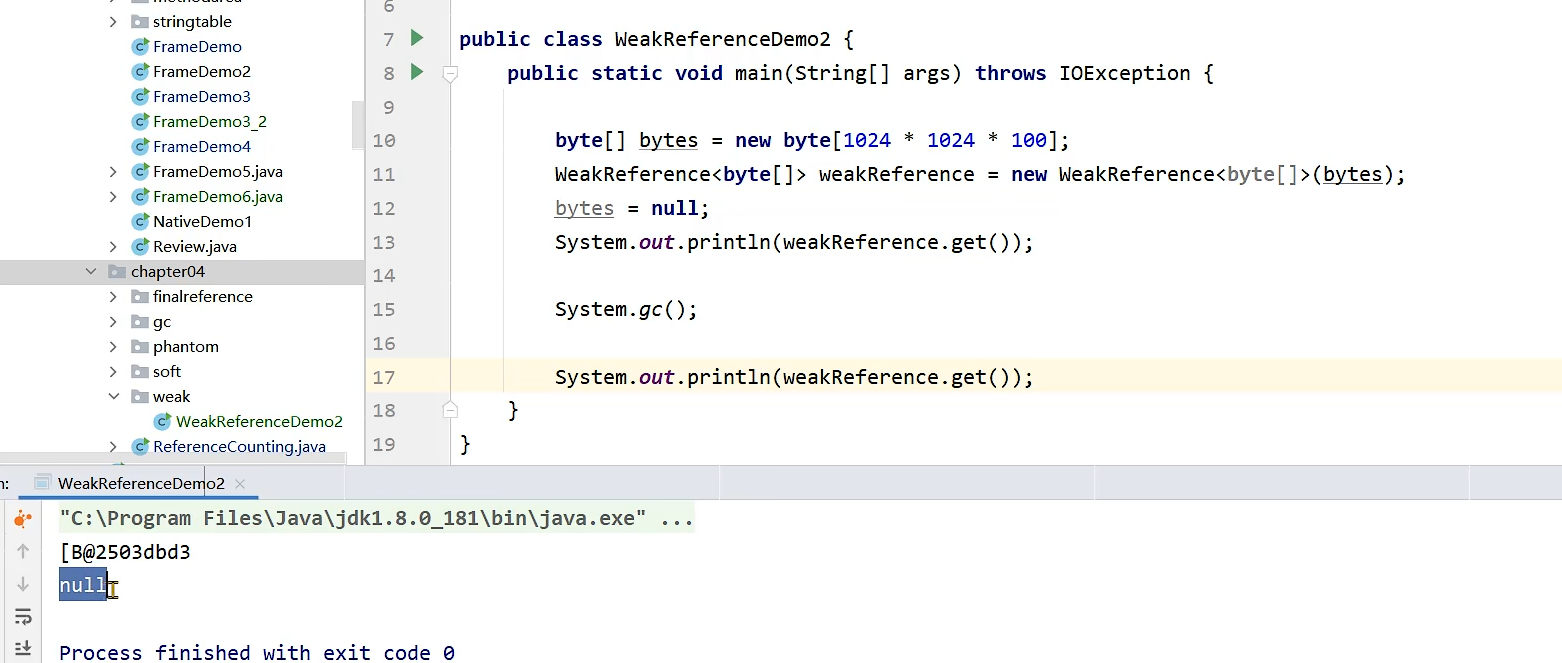 methodarea
stringtable
FrameDemo
FrameDemo2
FrameDemo3
FrameDemo3_2
FrameDemo4
FrameDemo5.java
FrameDemo6.java
NativeDemo1
Review.java
chapter04
finalreference
gc
phantom
soft
weak
WeakReferenceDemo2
ReferenceCounting.java
6
7 public class WeakReferenceDemo2 {
8 public static void main(String[] args) throws IOException {
9
10 byte[] bytes = new byte[1024 * 1024 * 100];
11 WeakReference<byte[]> weakReference = new WeakReference<byte[]>(bytes);
12 bytes = null;
13 System.out.println(weakReference.get());
14
15 System.gc();
16
17 System.out.println(weakReference.get());
18 }
19 }
n: WeakReferenceDemo2
"C:\Program Files\Java\jdk1.8.0_181\bin\java.exe" ...
[B@2503dbd3
null
Process finished with exit code 0